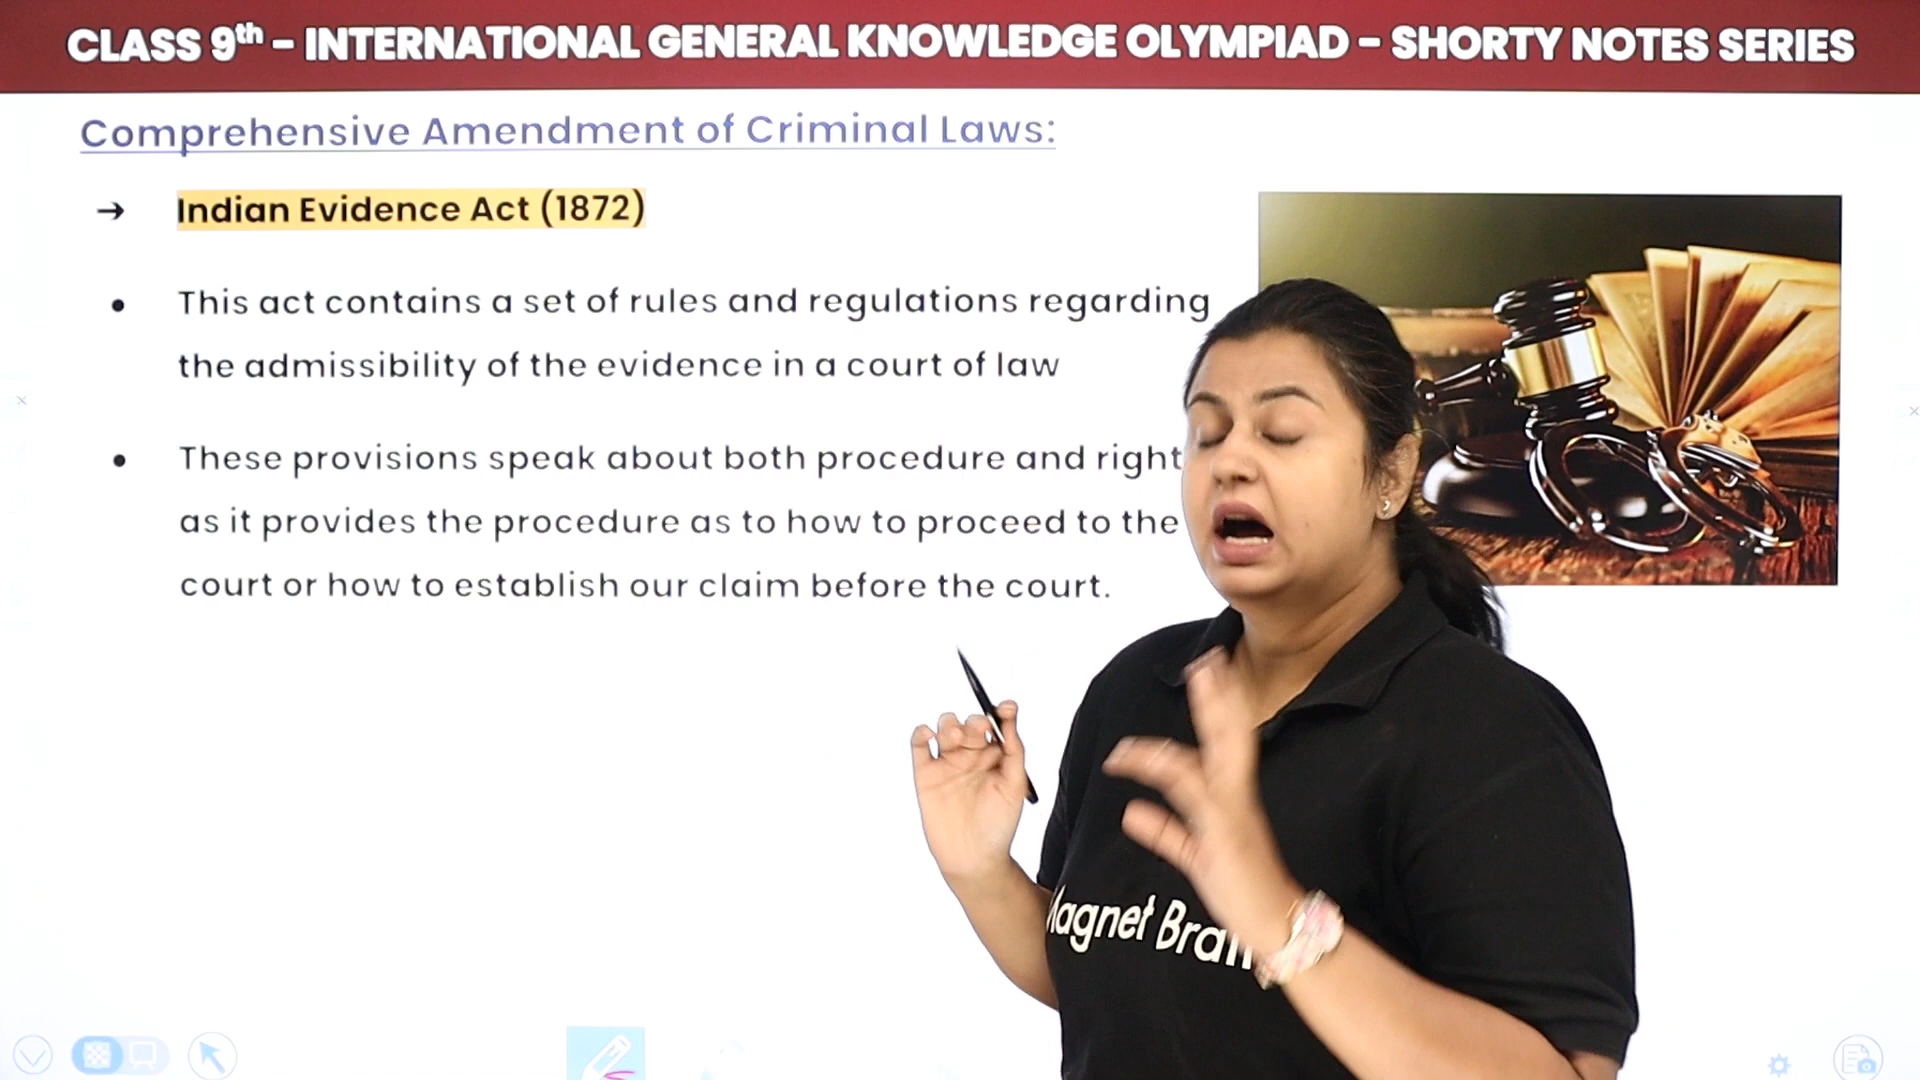 CLASS 9th - INTERNATIONAL GENERAL KNOWLEDGE OLYMPIAD - SHORTY NOTES SERIES
Comprehensive Amendment of Criminal Laws:
→ Indian Evidence Act (1872)
• This act contains a set of rules and regulations regarding
the admissibility of the evidence in a court of law
• These provisions speak about both procedure and right
as it provides the procedure as to how to proceed to the
court or how to establish our claim before the court.
Magnet Brain